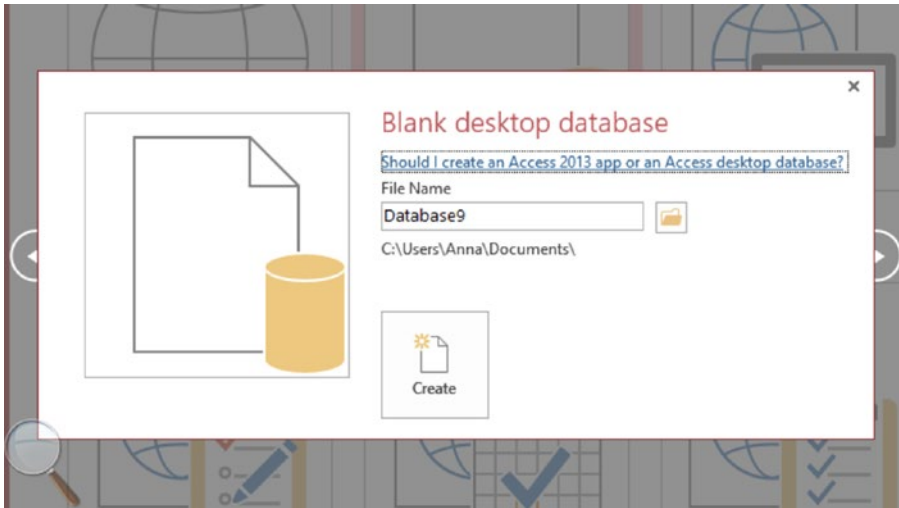 Blank desktop database
Should I create an Access 2013 app or an Access desktop database?
File Name
Database9
C:\Users\Anna\Documents\
Create